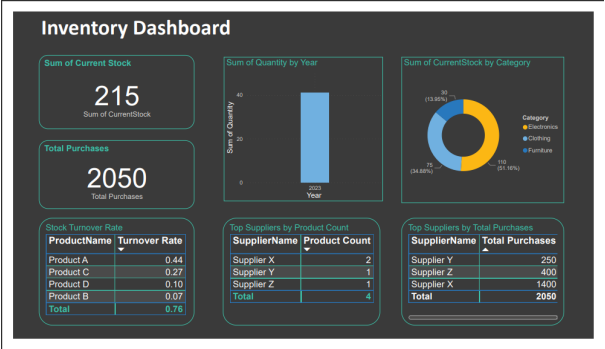 Inventory Dashboard
Sum of Current Stock
215
Sum of CurrentStock
Total Purchases
2050
Total Purchases
Sum of Quantity by Year
Sum of Quantity
40
20
0
2023
Year
Sum of CurrentStock by Category
30
(13.95%)
75
(34.88%)
110
(51.16%)
Category
Electronics
Clothing
Furniture
Stock Turnover Rate
ProductName Turnover Rate
Product A 0.44
Product C 0.27
Product D 0.10
Product B 0.07
Total 0.76
Top Suppliers by Product Count
SupplierName Product Count
Supplier X 2
Supplier Y 1
Supplier Z 1
Total 4
Top Suppliers by Total Purchases
SupplierName Total Purchases
Supplier Y 250
Supplier Z 400
Supplier X 1400
Total 2050